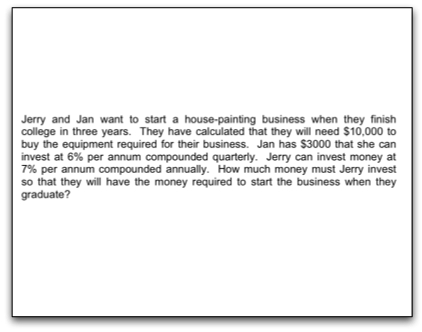 Jerry and Jan want to start a house-painting business when they finish
college in three years. They have calculated that they will need $10,000 to
buy the equipment required for their business. Jan has $3000 that she can
invest at 6% per annum compounded quarterly. Jerry can invest money at
7% per annum compounded annually. How much money must Jerry invest
so that they will have the money required to start the business when they
graduate?